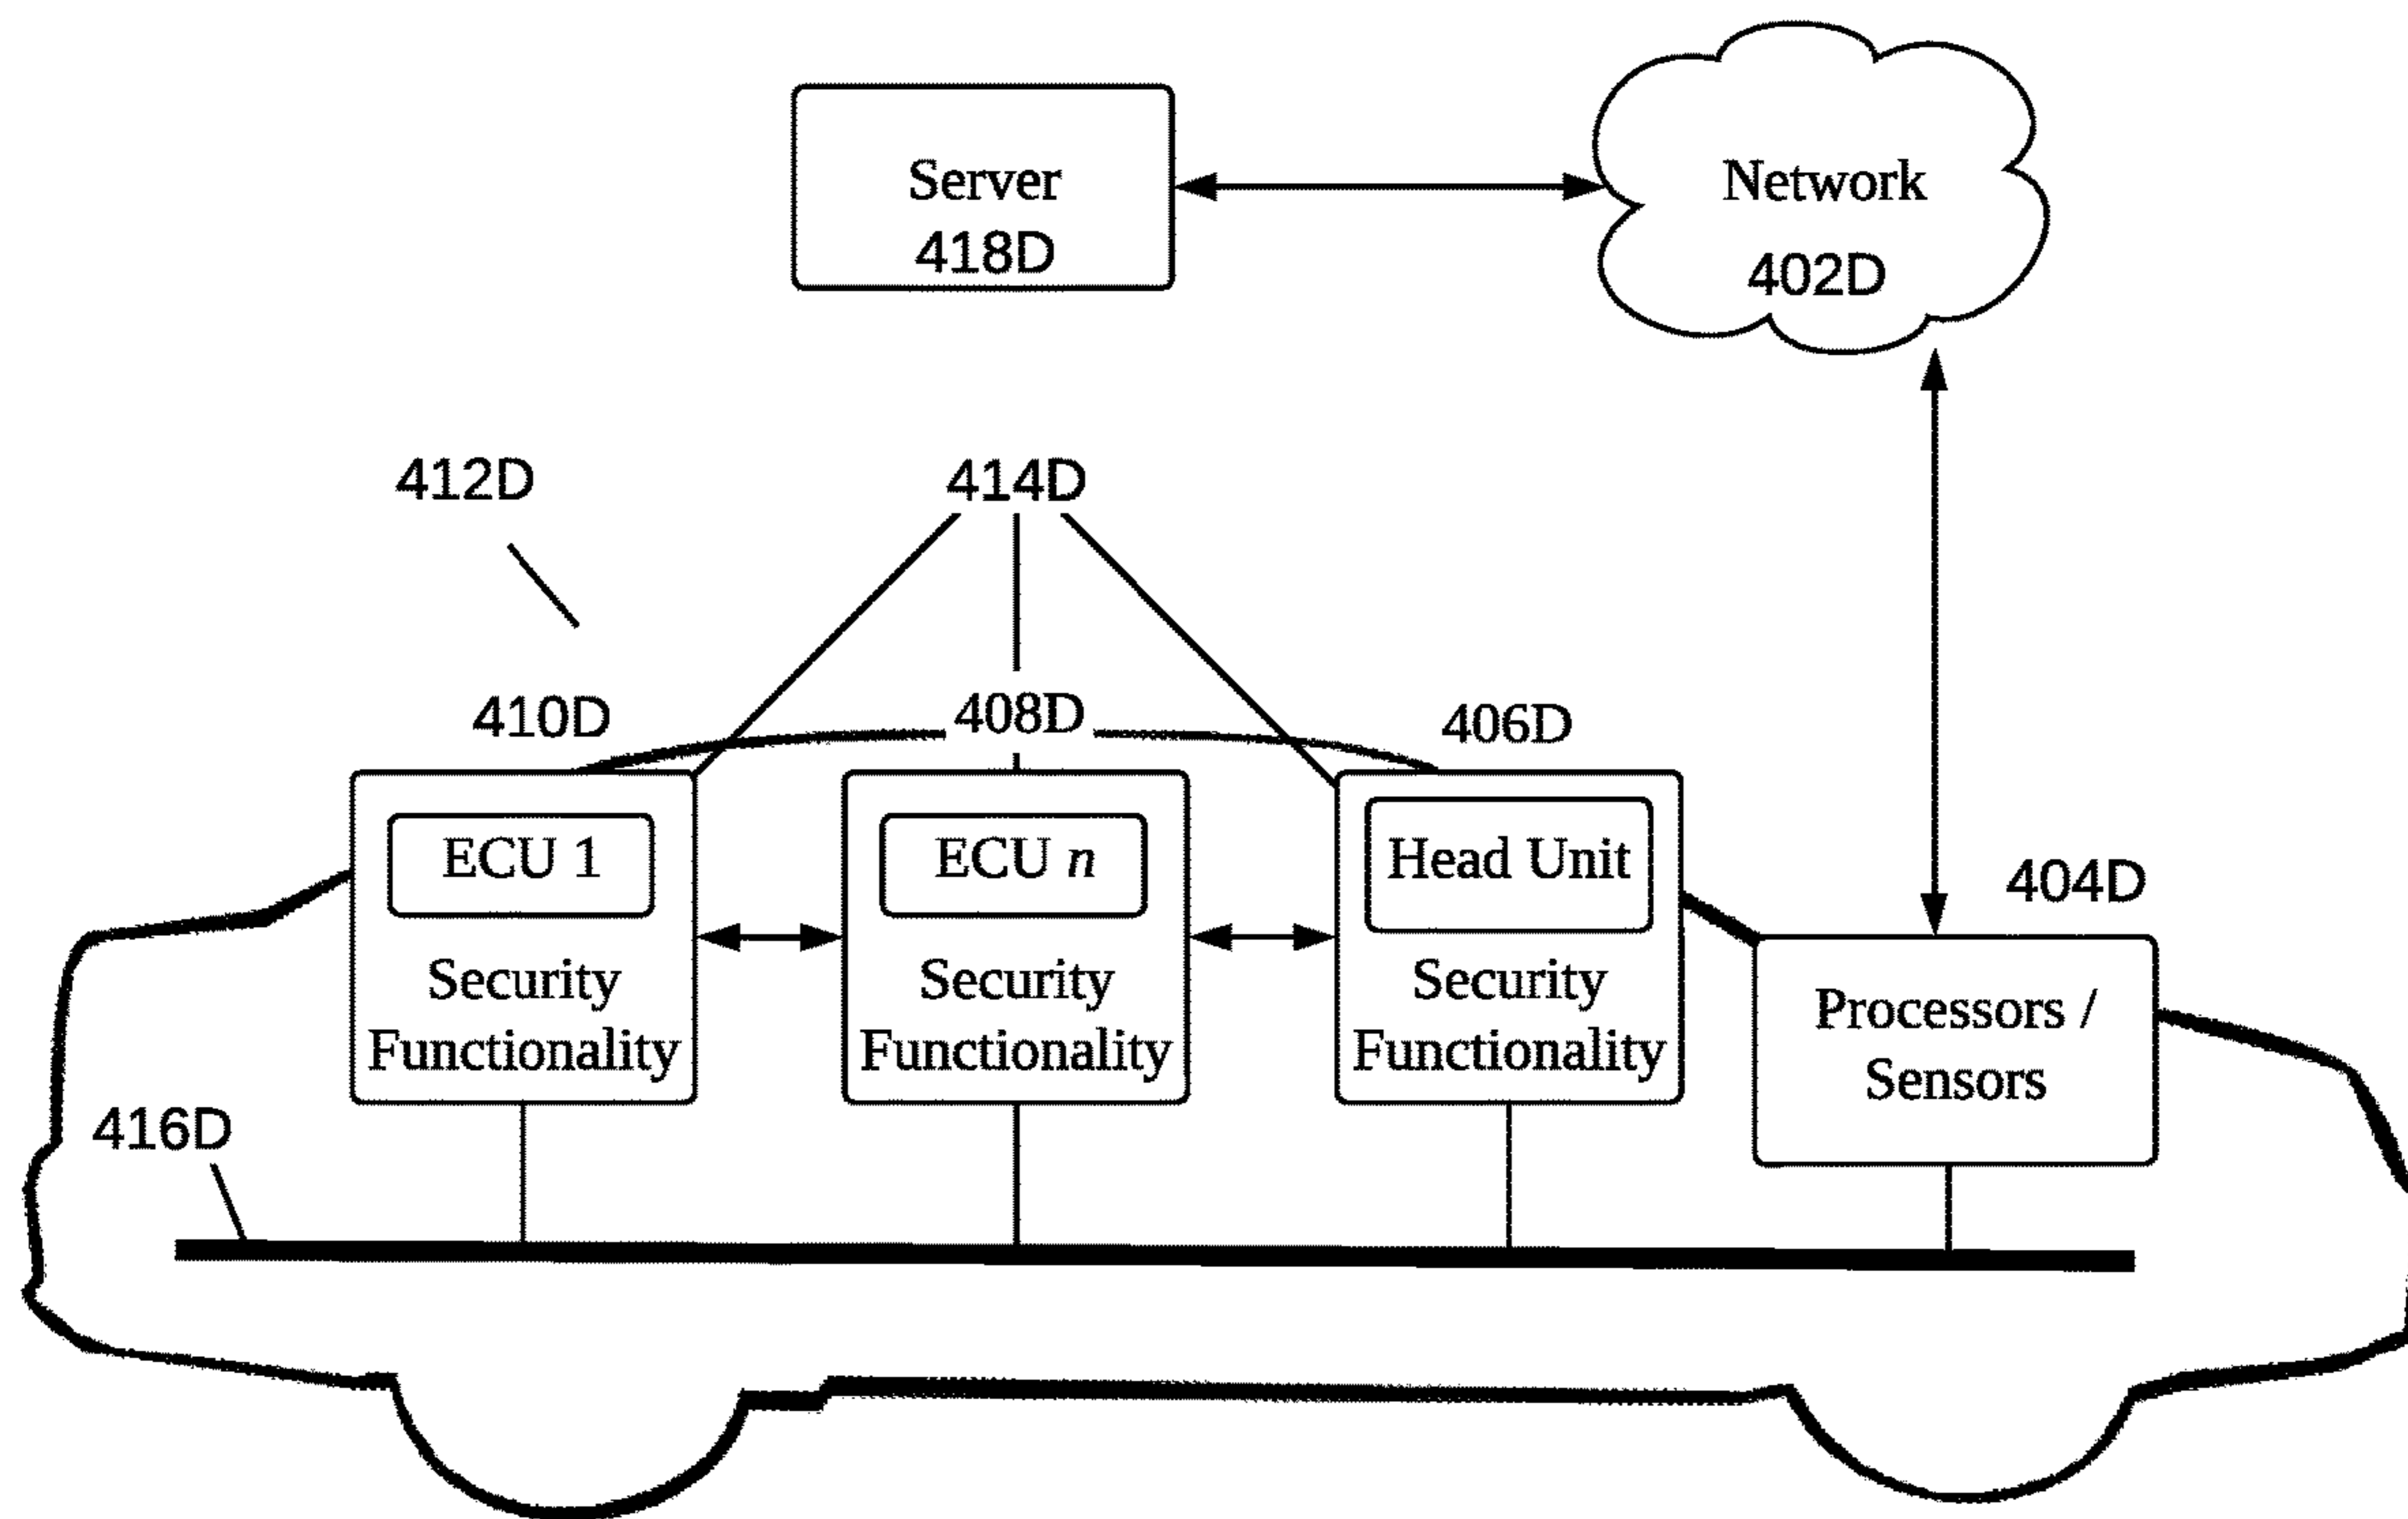 Server
418D
Network
402D
412D
414D
410D
408D
406D
ECU 1
Security
Functionality
ECU n
Security
Functionality
Head Unit
Security
Functionality
404D
Processors /
Sensors
416D